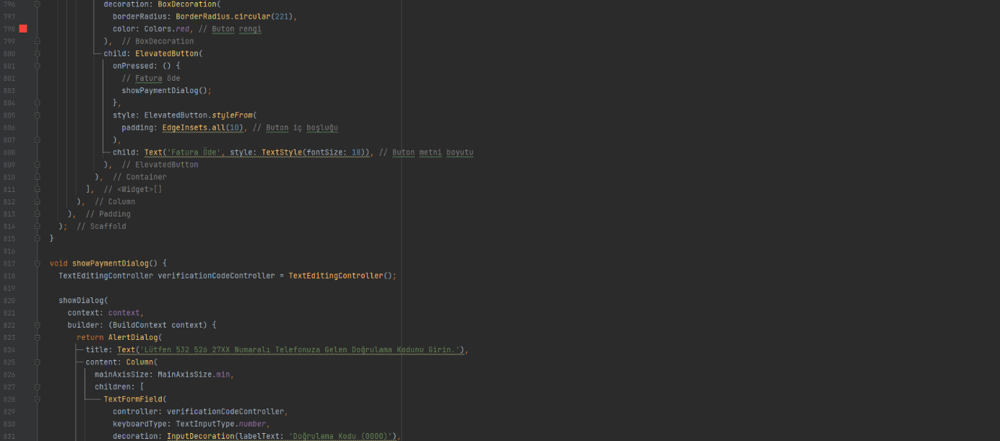 796 decoration: BoxDecoration(
797 borderRadius: BorderRadius.circular(221),
798 color: Colors.red, // Buton rengi
799 ), // BoxDecoration
800 child: ElevatedButton(
801 onPressed: () {
802 // Fatura öde
803 showPaymentDialog();
804 },
805 style: ElevatedButton.styleFrom(
806 padding: EdgeInsets.all(10), // Buton iç boşluğu
807 ),
808 child: Text('Fatura Öde', style: TextStyle(fontSize: 18)), // Buton metni boyutu
809 ), // ElevatedButton
810 ), // Container
811 ], // <Widget>[]
812 ), // Column
813 ), // Padding
814 ); // Scaffold
815 }
816
817 void showPaymentDialog() {
818 TextEditingController verificationCodeController = TextEditingController();
819
820 showDialog(
821 context: context,
822 builder: (BuildContext context) {
823 return AlertDialog(
824 title: Text('Lütfen 532 526 27XX Numaralı Telefonuza Gelen Doğrulama Kodunu Girin.'),
825 content: Column(
826 mainAxisSize: MainAxisSize.min,
827 children: [
828 TextFormField(
829 controller: verificationCodeController,
830 keyboardType: TextInputType.number,
831 decoration: InputDecoration(labelText: 'Doğrulama Kodu (0000)'),